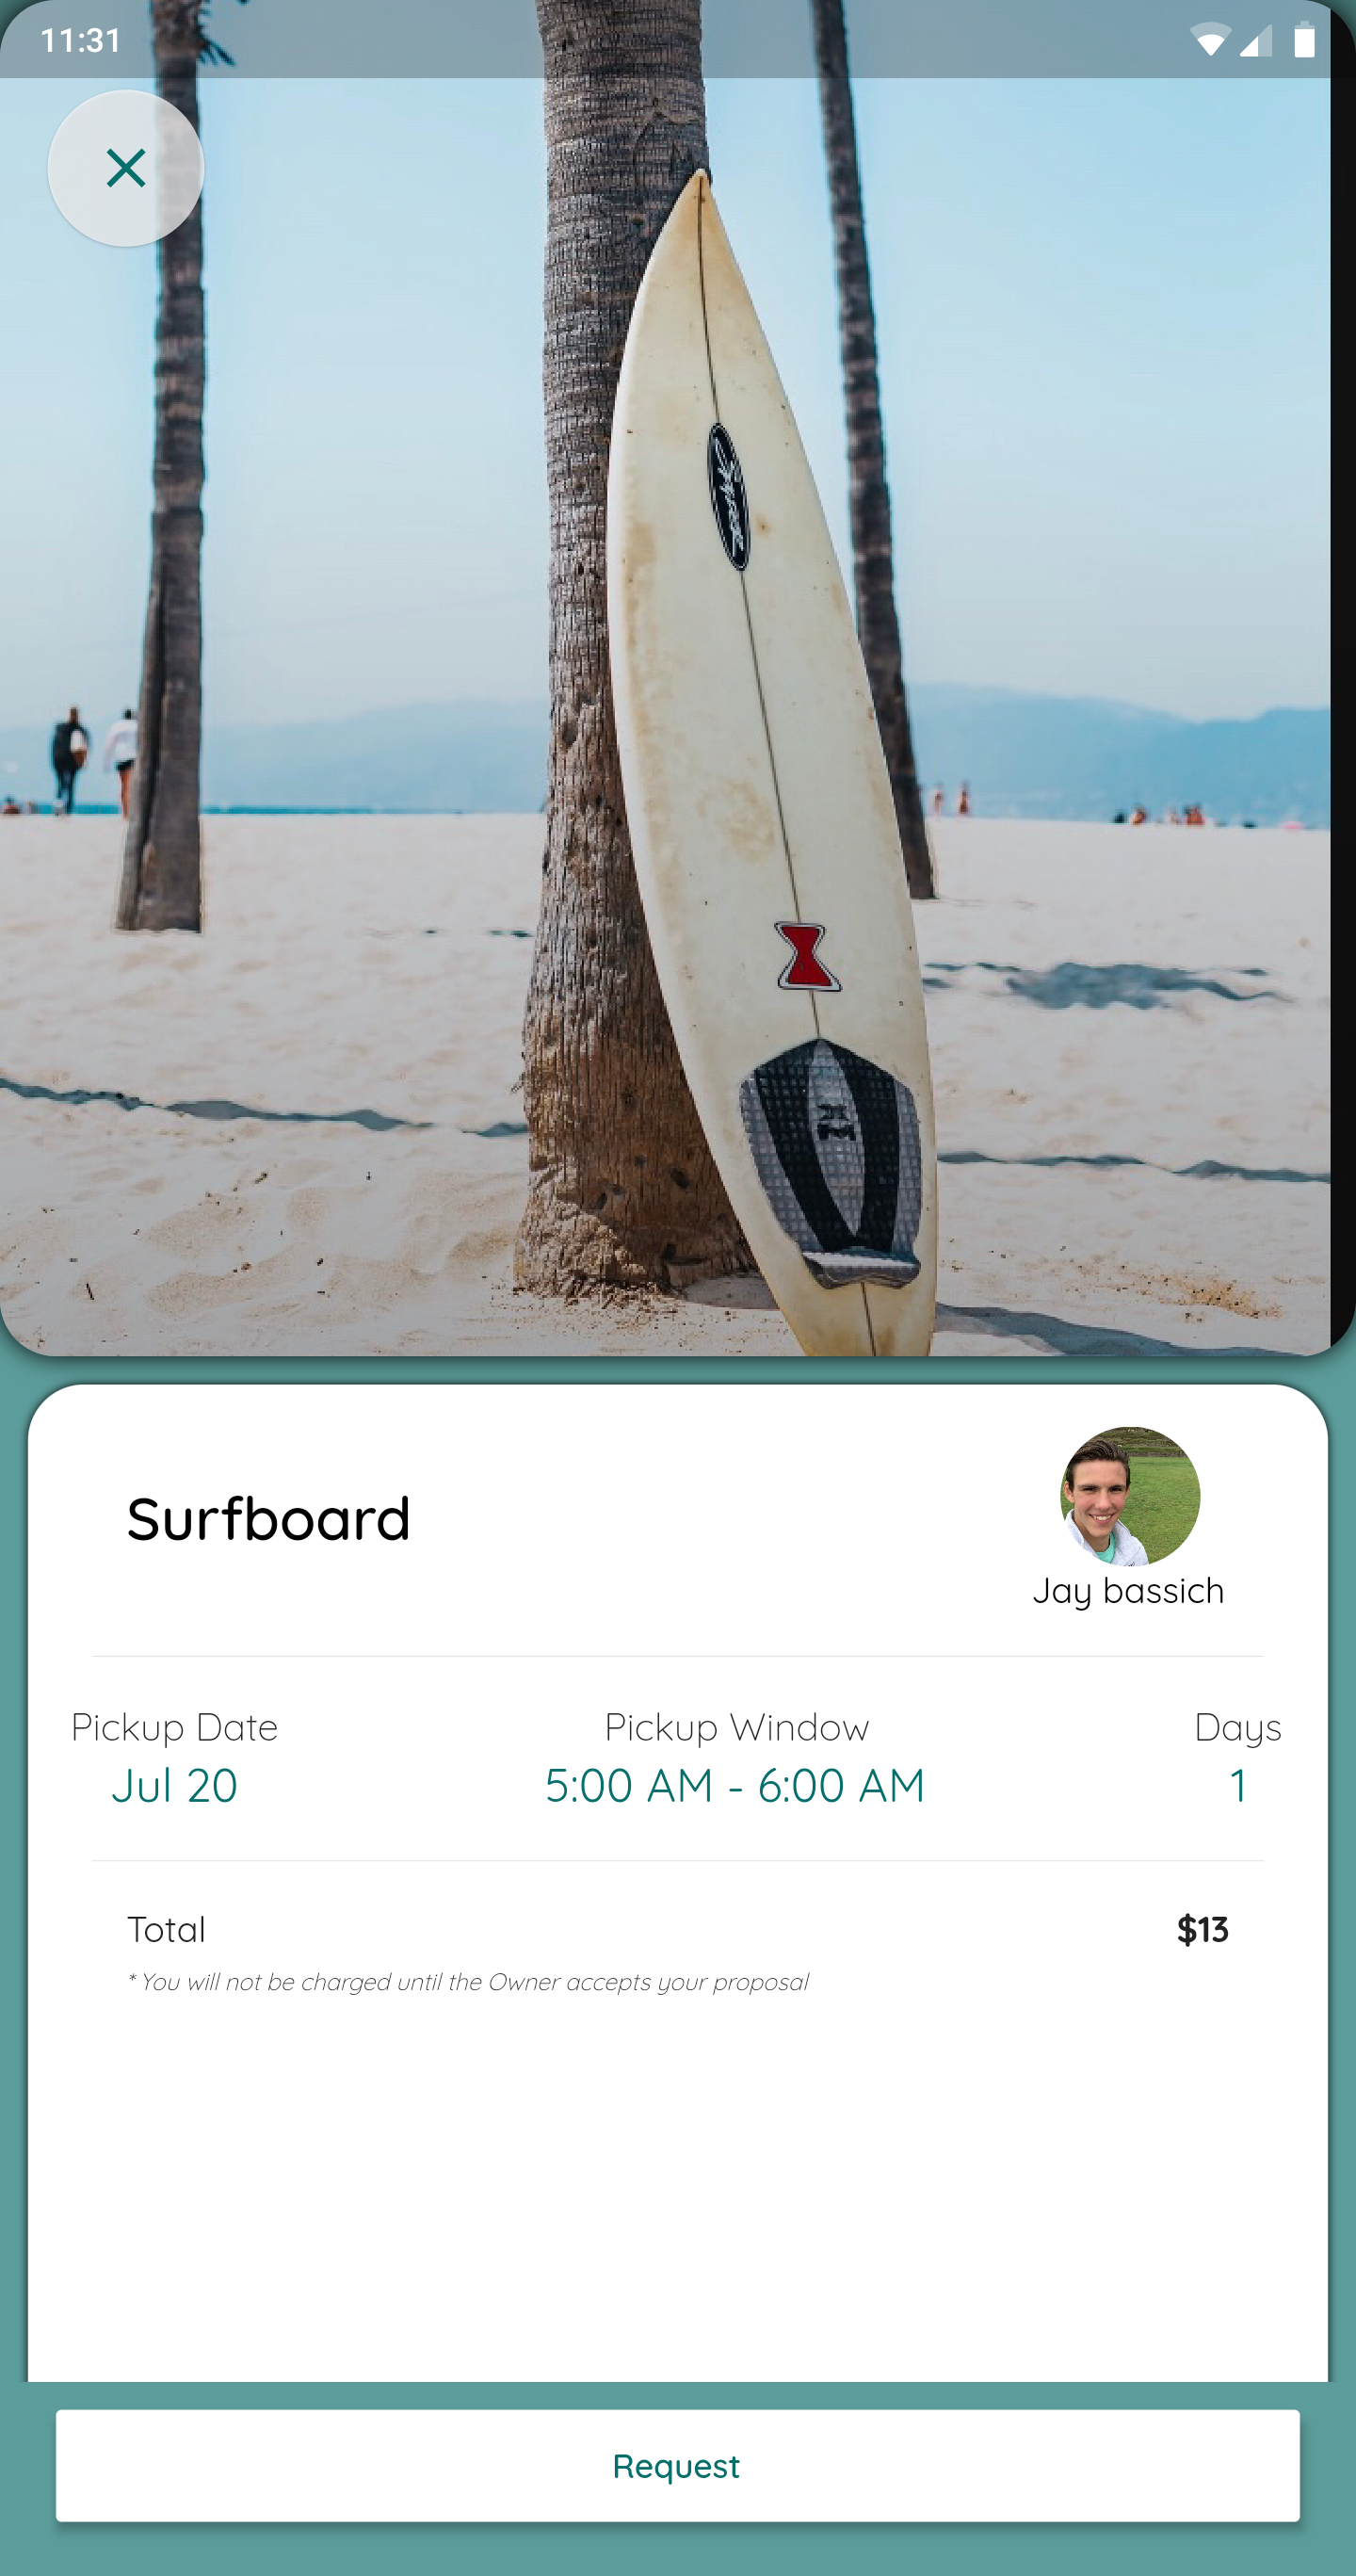 11:31
Surfboard
Jay bassich
Pickup Date
Pickup Window
Days
Jul 20
5:00 AM - 6:00 AM
1
Total
$13
* You will not be charged until the Owner accepts your proposal
Request